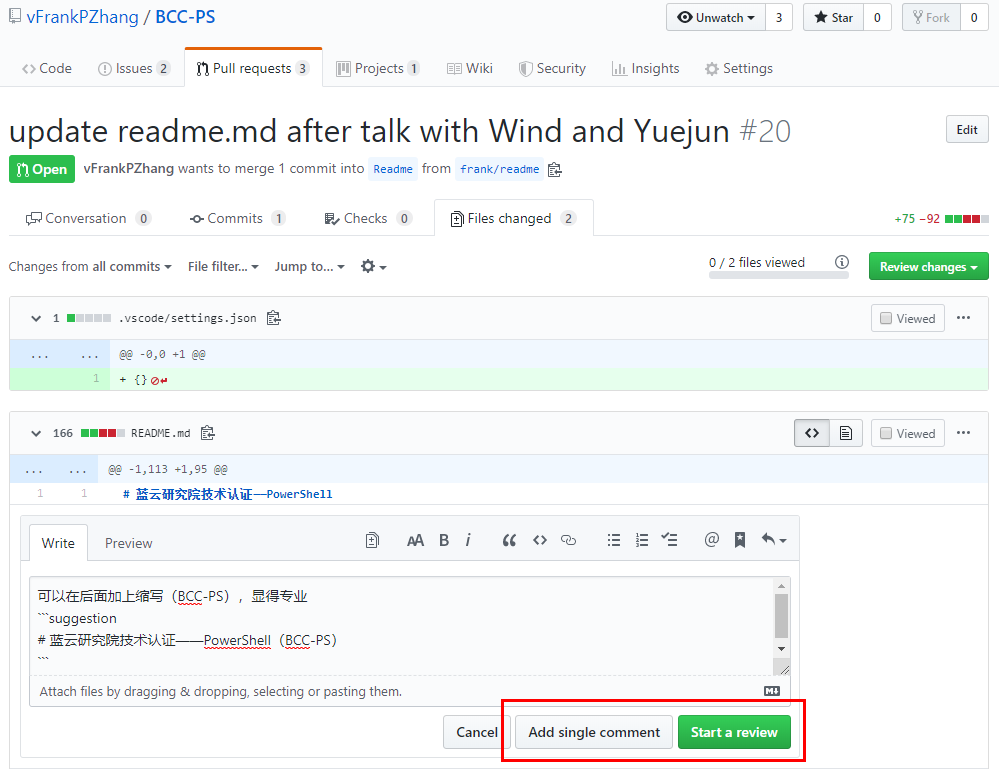 vFrankPZhang / BCC-PS
Unwatch 3 Star 0 Fork 0
Code Issues 2 Pull requests 3 Projects 1 Wiki Security Insights Settings
update readme.md after talk with Wind and Yuejun #20
Edit
Open vFrankPZhang wants to merge 1 commit into Readme from frank/readme
Conversation 0 Commits 1 Checks 0 Files changed 2
+75 −92
Changes from all commits File filter... Jump to...
0 / 2 files viewed
Review changes
1 .vscode/settings.json
Viewed ...
... ... @@ -0,0 +1 @@
1 + {}
166 README.md
Viewed ...
... ... @@ -1,113 +1,95 @@
1 1 # 蓝云研究院技术认证——PowerShell
Write Preview
AA B i “ <> @
可以在后面加上缩写（BCC-PS），显得专业
```suggestion
# 蓝云研究院技术认证——PowerShell（BCC-PS）
```
Attach files by dragging & dropping, selecting or pasting them.
M
Cancel Add single comment Start a review